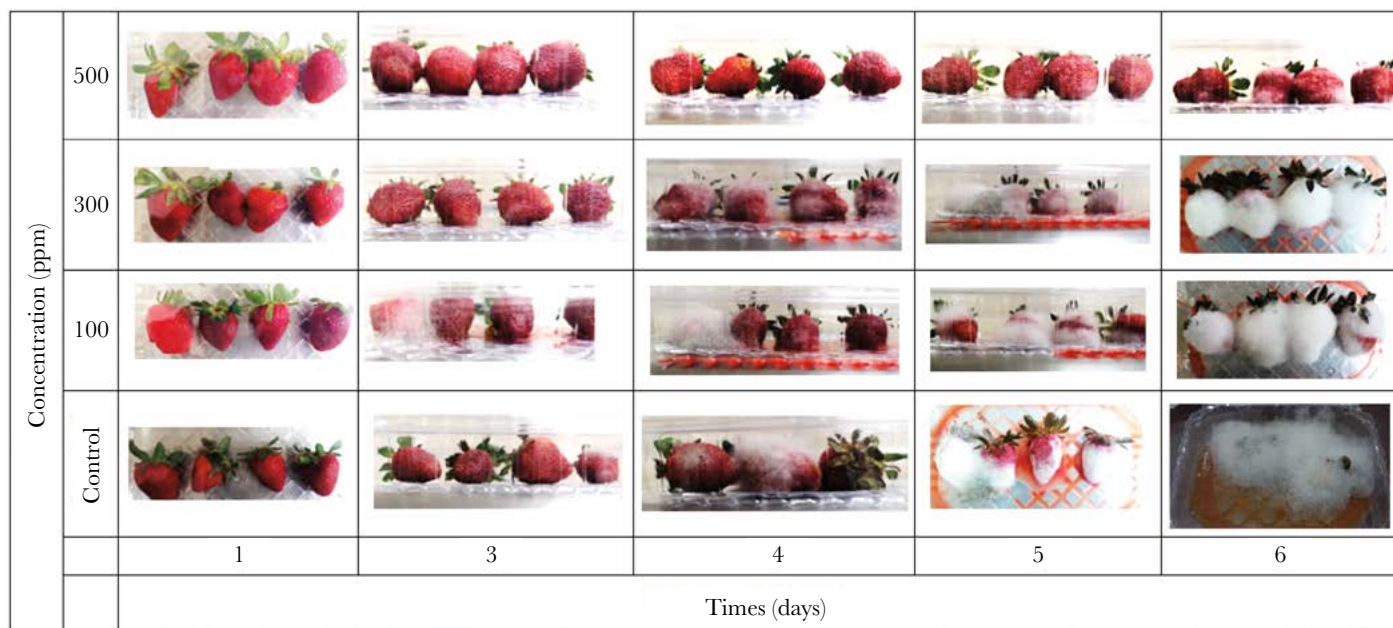 Concentration (ppm)
500
300
100
Control
1 3 4 5 6
Times (days)